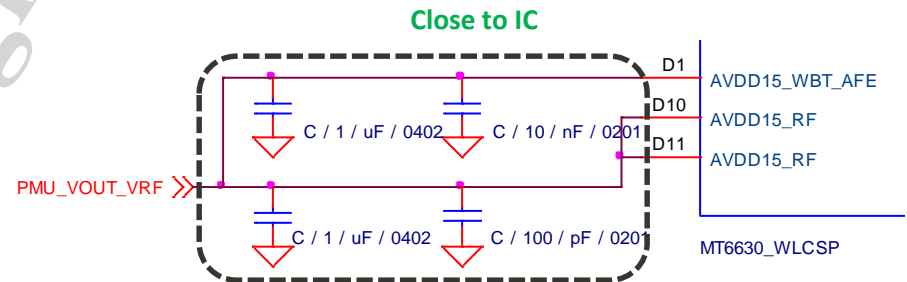 Close to IC
D1
AVDD15_WBT_AFE
D10
C / 1 / uF / 0402
C / 10 / nF / 0201
AVDD15_RF
D11
AVDD15_RF
PMU_VOUT_VRF
C / 1 / uF / 0402
C / 100 / pF / 0201
MT6630_WLCSP